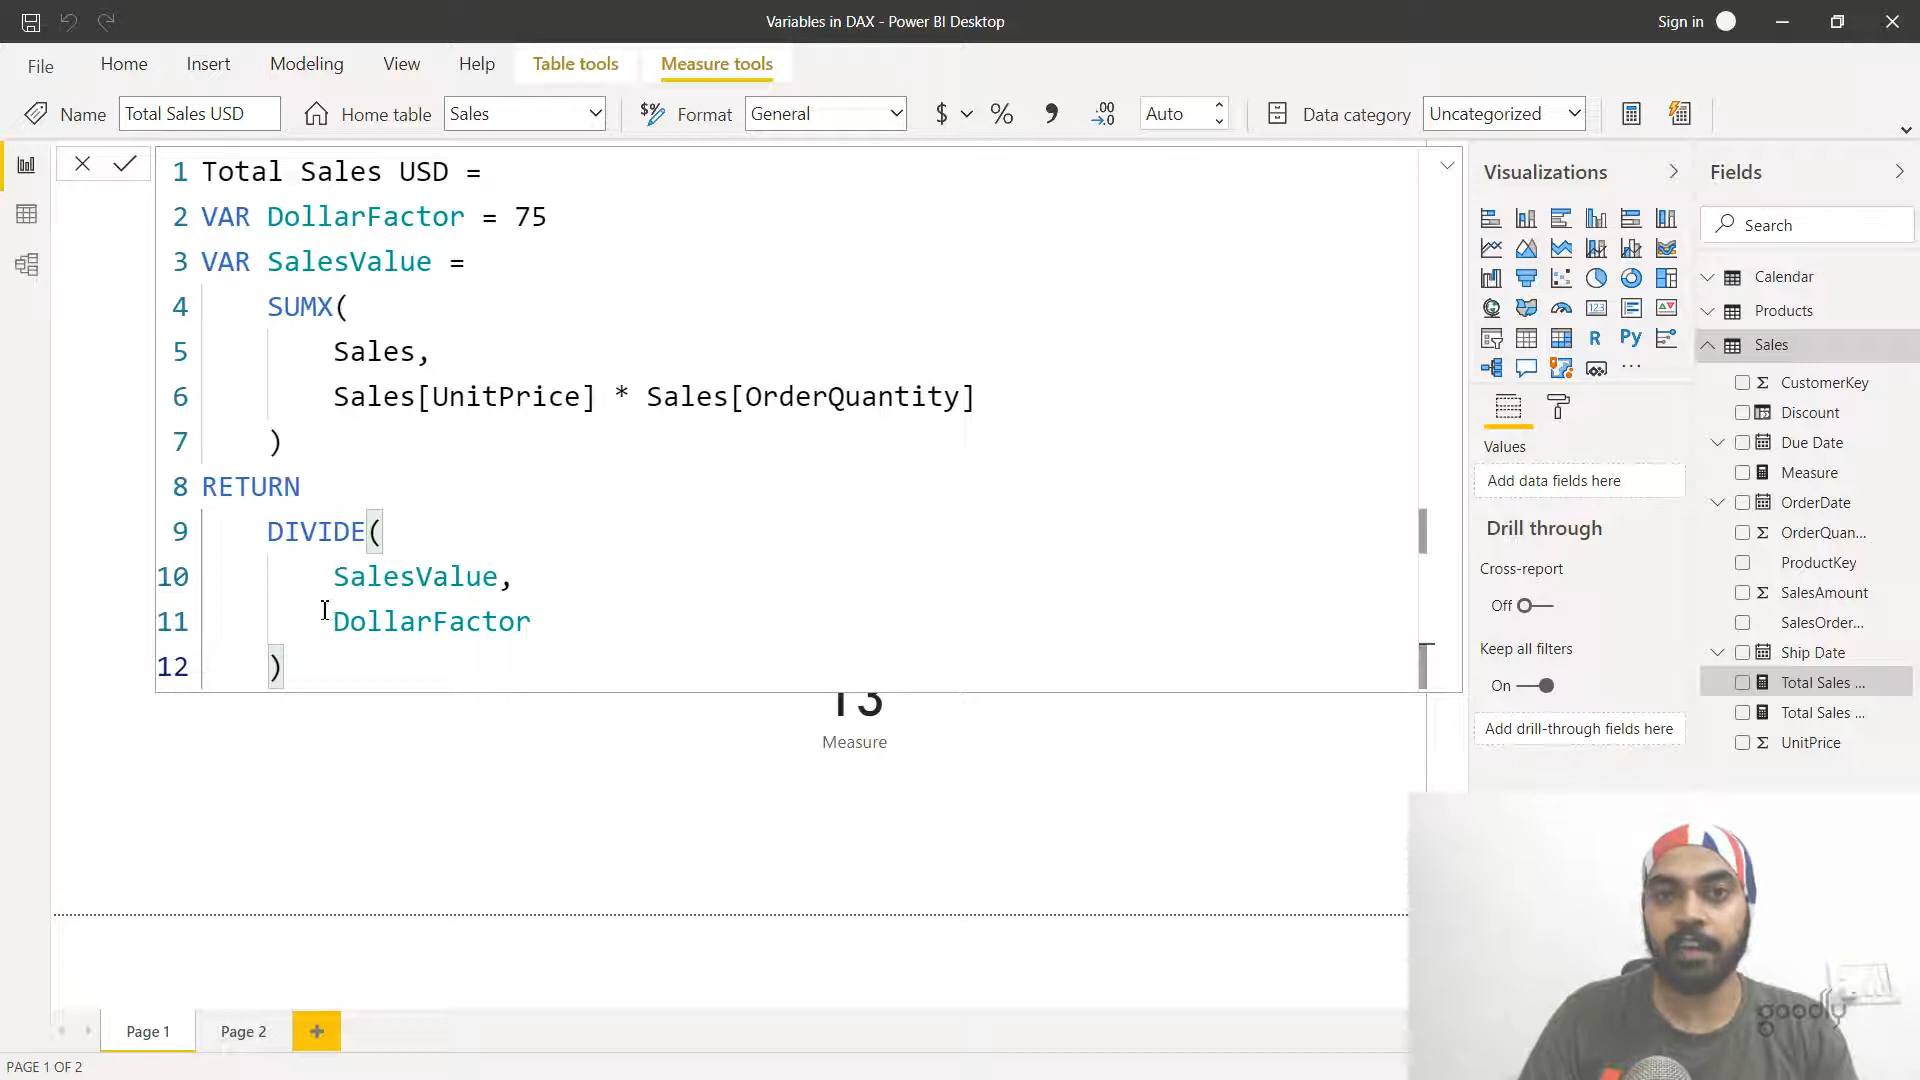 Variables in DAX - Power BI Desktop
Sign in
File Home Insert Modeling View Help Table tools Measure tools
Name Total Sales USD Home table Sales Format General $ % .00 Auto Data category Uncategorized
1 Total Sales USD =
2 VAR DollarFactor = 75
3 VAR SalesValue =
4 SUMX(
5 Sales,
6 Sales[UnitPrice] * Sales[OrderQuantity]
7 )
8 RETURN
9 DIVIDE(
10 SalesValue,
11 DollarFactor
12 )
Measure
Visualizations
123
R Py
...
Values
Add data fields here
Drill through
Cross-report
Off
Keep all filters
On
Add drill-through fields here
Fields
Search
Calendar
Products
Sales
CustomerKey
Discount
Due Date
Measure
OrderDate
OrderQuan...
ProductKey
SalesAmount
SalesOrder...
Ship Date
Total Sales ...
Total Sales ...
UnitPrice
goodly
Page 1 Page 2 +
PAGE 1 OF 2